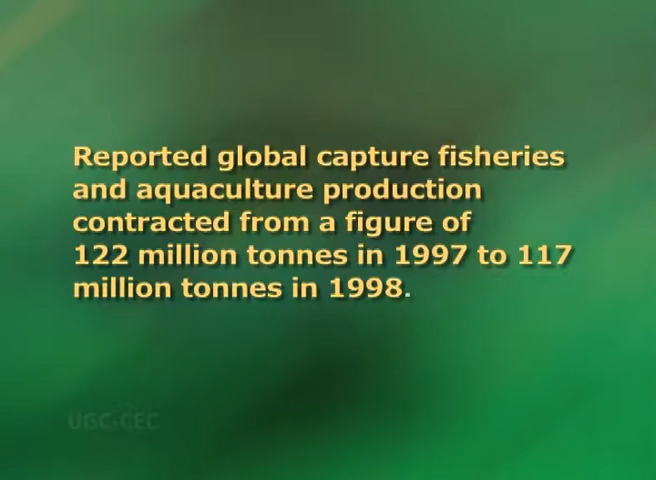 Reported global capture fisheries
and aquaculture production
contracted from a figure of
122 million tonnes in 1997 to 117
million tonnes in 1998.
UGC-CEC